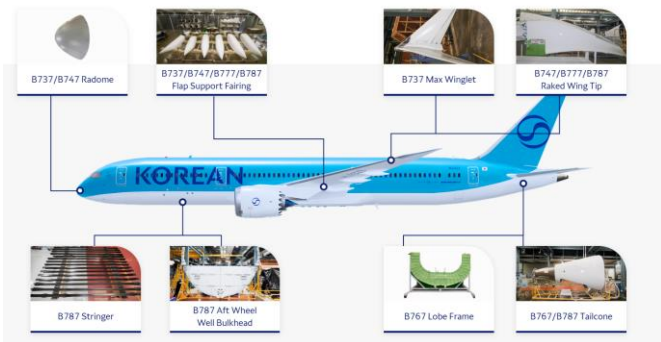 B737/B747 Radome
B737/B747/B777/B787
Flap Support Fairing
B737 Max Winglet
B747/B777/B787
Raked Wing Tip
KOREAN
B787 Stringer
B787 Aft Wheel
Well Bulkhead
B767 Lobe Frame
B767/B787 Tailcone